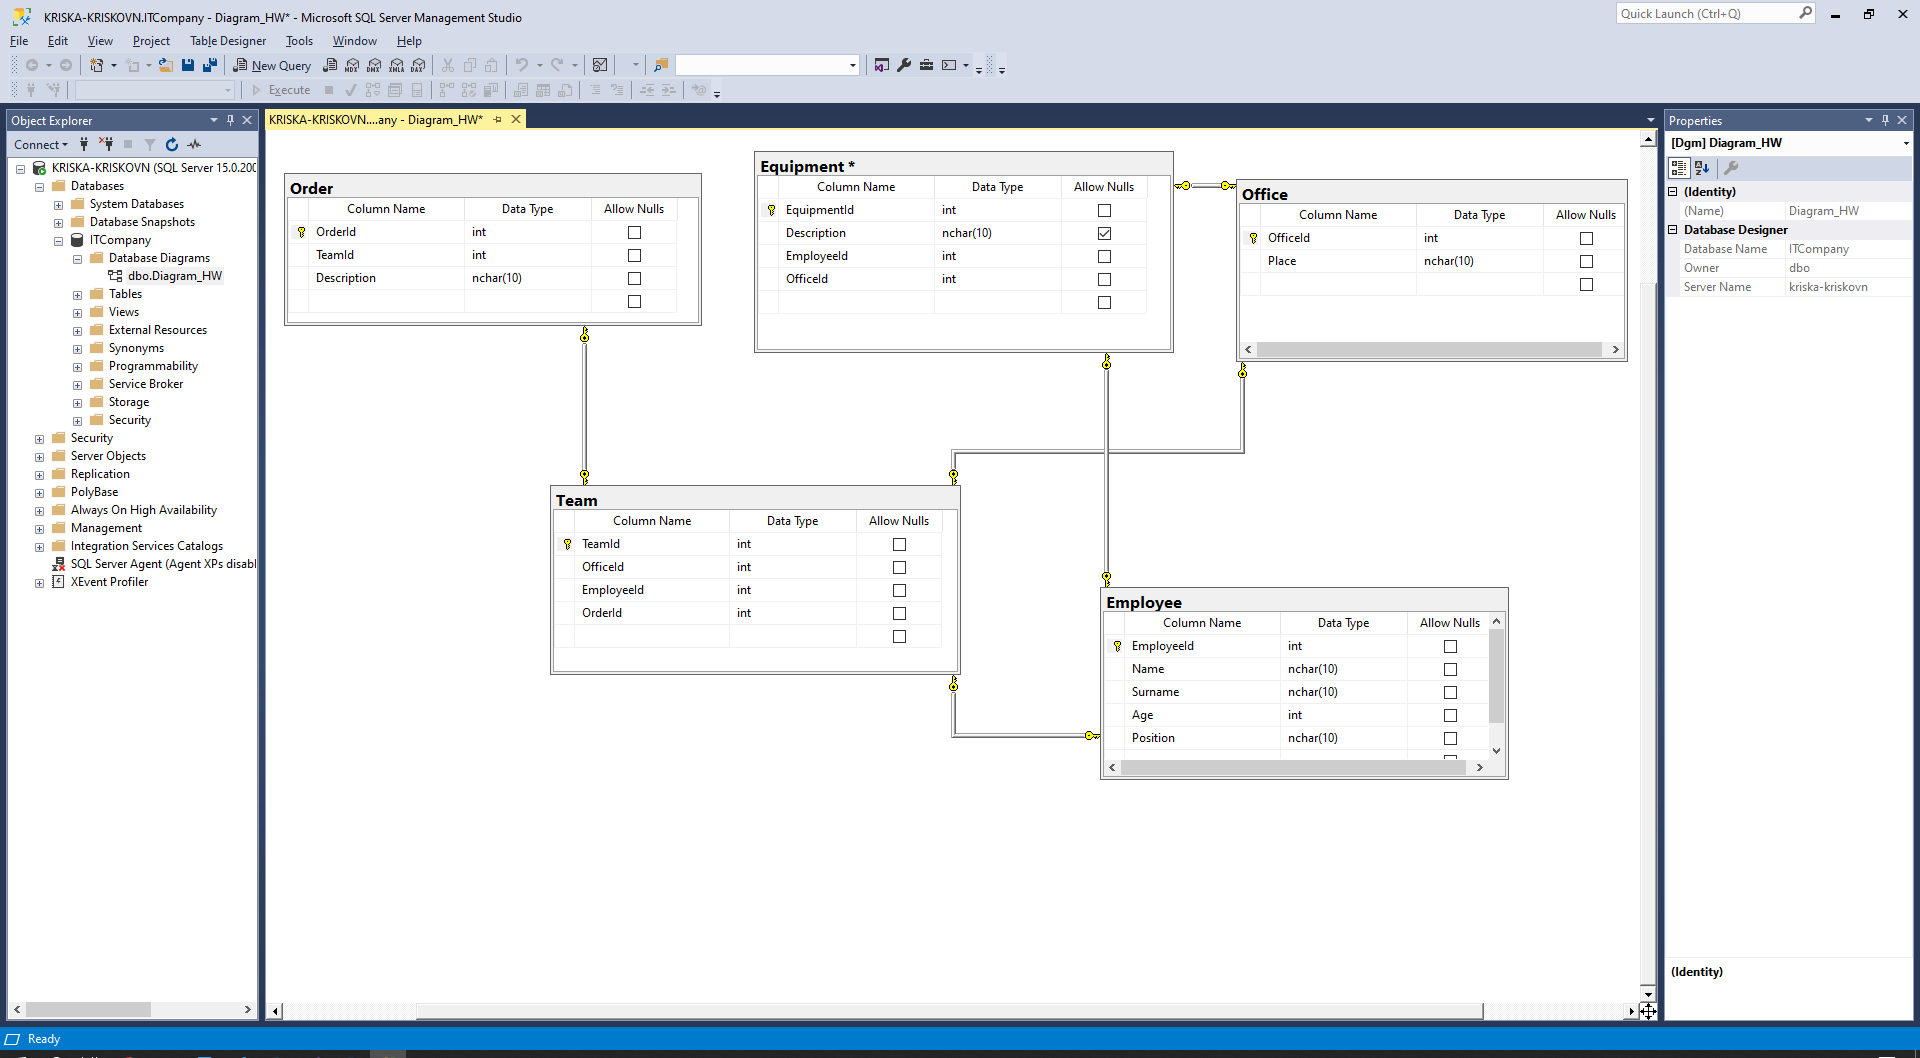 KRISKA-KRISKOVN.ITCompany - Diagram_HW* - Microsoft SQL Server Management Studio
Quick Launch (Ctrl+Q)
File Edit View Project Table Designer Tools Window Help
New Query MDX DMX XMLA DAX
Execute
Object Explorer
Connect
KRISKA-KRISKOVN (SQL Server 15.0.200
Databases
System Databases
Database Snapshots
ITCompany
Database Diagrams
dbo.Diagram_HW
Tables
Views
External Resources
Synonyms
Programmability
Service Broker
Storage
Security
Security
Server Objects
Replication
PolyBase
Always On High Availability
Management
Integration Services Catalogs
SQL Server Agent (Agent XPs disabl
XEvent Profiler
KRISKA-KRISKOVN....any - Diagram_HW*
Order
Column Name Data Type Allow Nulls
OrderId int
TeamId int
Description nchar(10)
Equipment *
Column Name Data Type Allow Nulls
EquipmentId int
Description nchar(10)
EmployeeId int
OfficeId int
Office
Column Name Data Type Allow Nulls
OfficeId int
Place nchar(10)
Team
Column Name Data Type Allow Nulls
TeamId int
OfficeId int
EmployeeId int
OrderId int
Employee
Column Name Data Type Allow Nulls
EmployeeId int
Name nchar(10)
Surname nchar(10)
Age int
Position nchar(10)
Properties
[Dgm] Diagram_HW
(Identity)
(Name) Diagram_HW
Database Designer
Database Name ITCompany
Owner dbo
Server Name kriska-kriskovn
(Identity)
Ready